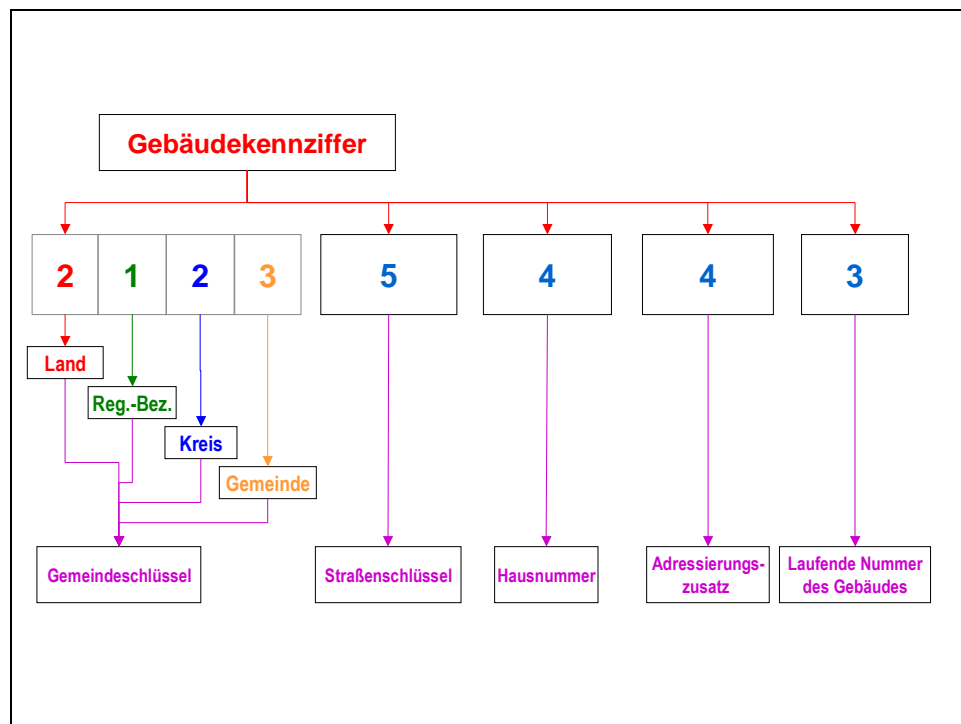 Gebäudekennziffer
2 1 2 3 5 4 4 3
Land
Reg.-Bez.
Kreis
Gemeinde
Gemeindeschlüssel
Straßenschlüssel
Hausnummer
Adressierungs-
zusatz
Laufende Nummer
des Gebäudes